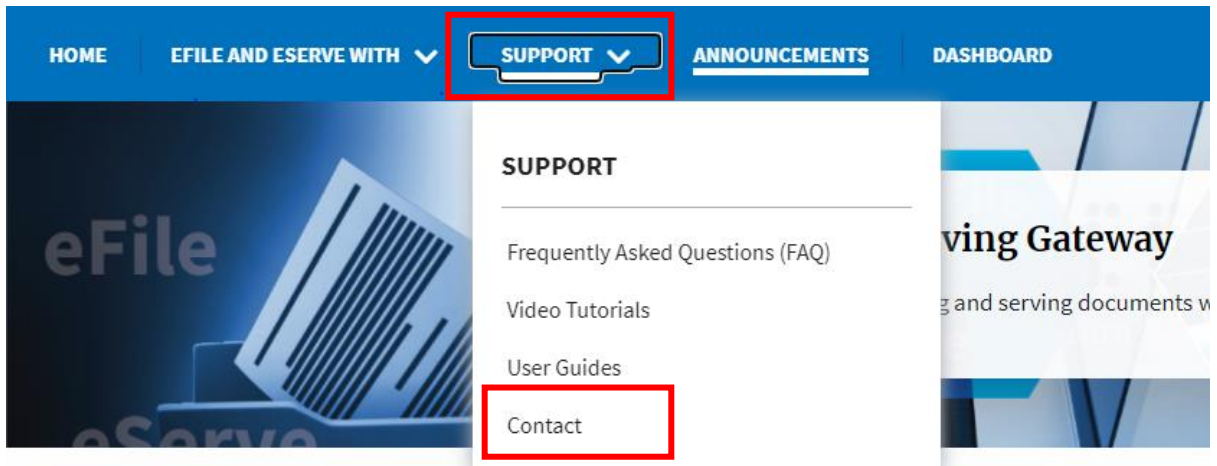 HOME EFILE AND ESERVE WITH SUPPORT ANNOUNCEMENTS DASHBOARD
SUPPORT
Frequently Asked Questions (FAQ)
Video Tutorials
User Guides
Contact
eFile
eServe
ving Gateway
g and serving documents w